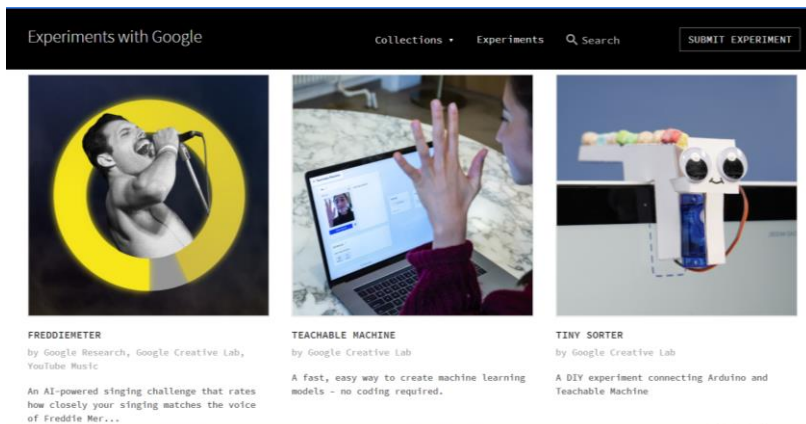 Experiments with Google
Collections
Experiments
Search
SUBMIT EXPERIMENT
FREDDIEMETER
by Google Research, Google Creative Lab,
YouTube Music
An AI-powered singing challenge that rates
how closely your singing matches the voice
of Freddie Mer...
TEACHABLE MACHINE
by Google Creative Lab
A fast, easy way to create machine learning
models – no coding required.
TINY SORTER
by Google Creative Lab
A DIY experiment connecting Arduino and
Teachable Machine